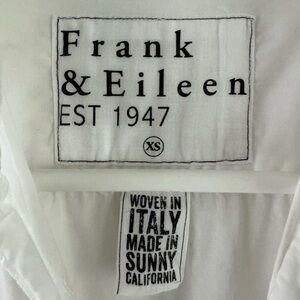 Frank
& Eileen
EST 1947
XS
WOVEN IN
ITALY
MADE IN
SUNNY
CALIFORNIA